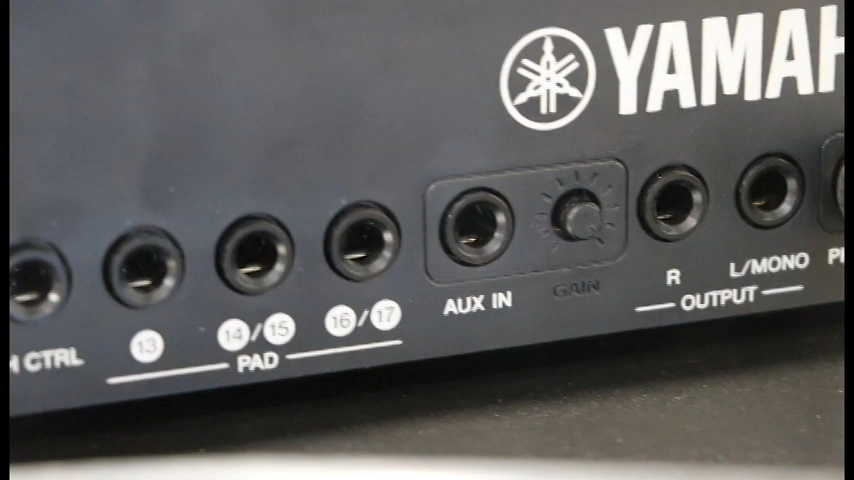 YAMAH
H CTRL
13
14/15
16/17
PAD
AUX IN
GAIN
R
L/MONO
OUTPUT